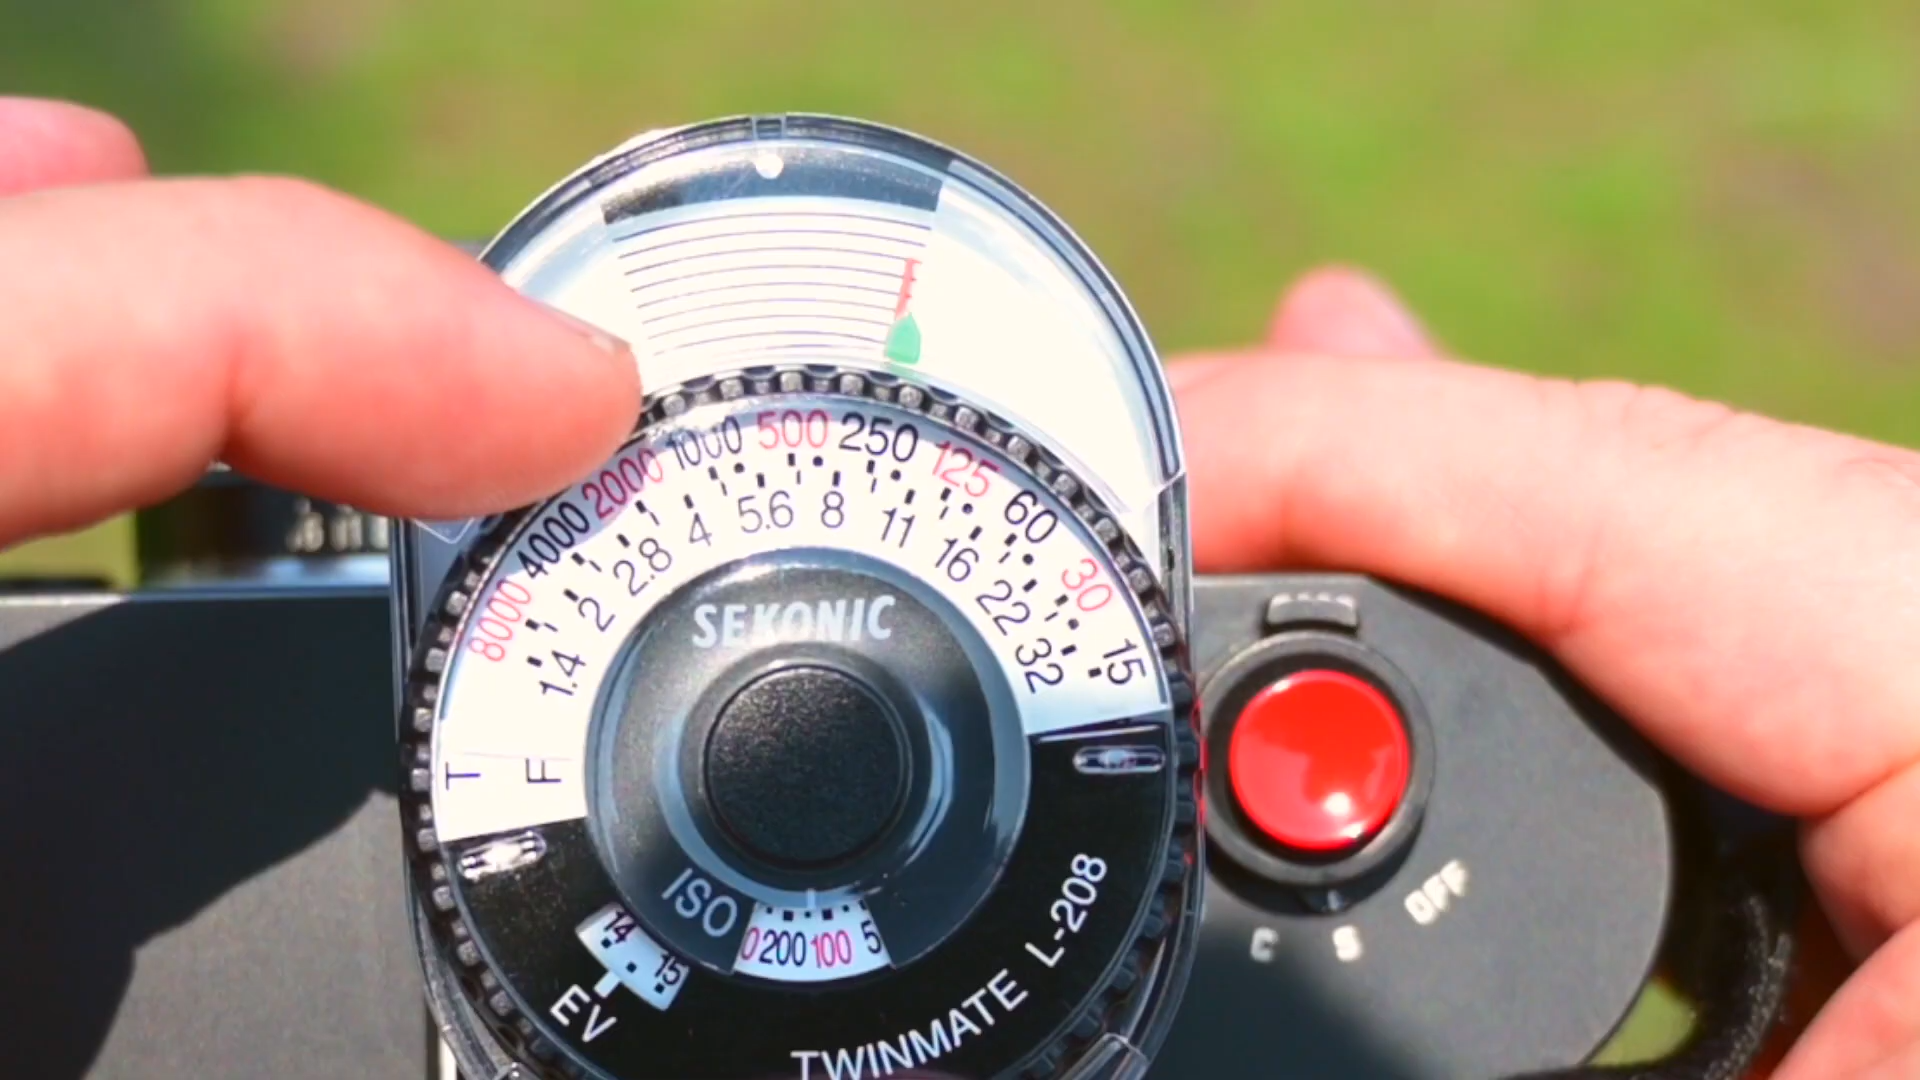 8000 4000 2000 1000 500 250 125 60 30 15
1.4 2 2.8 4 5.6 8 11 16 22 32
T F
SEKONIC
ISO
0 200 100 5
14 15
EV
TWINMATE L-208
C S OFF